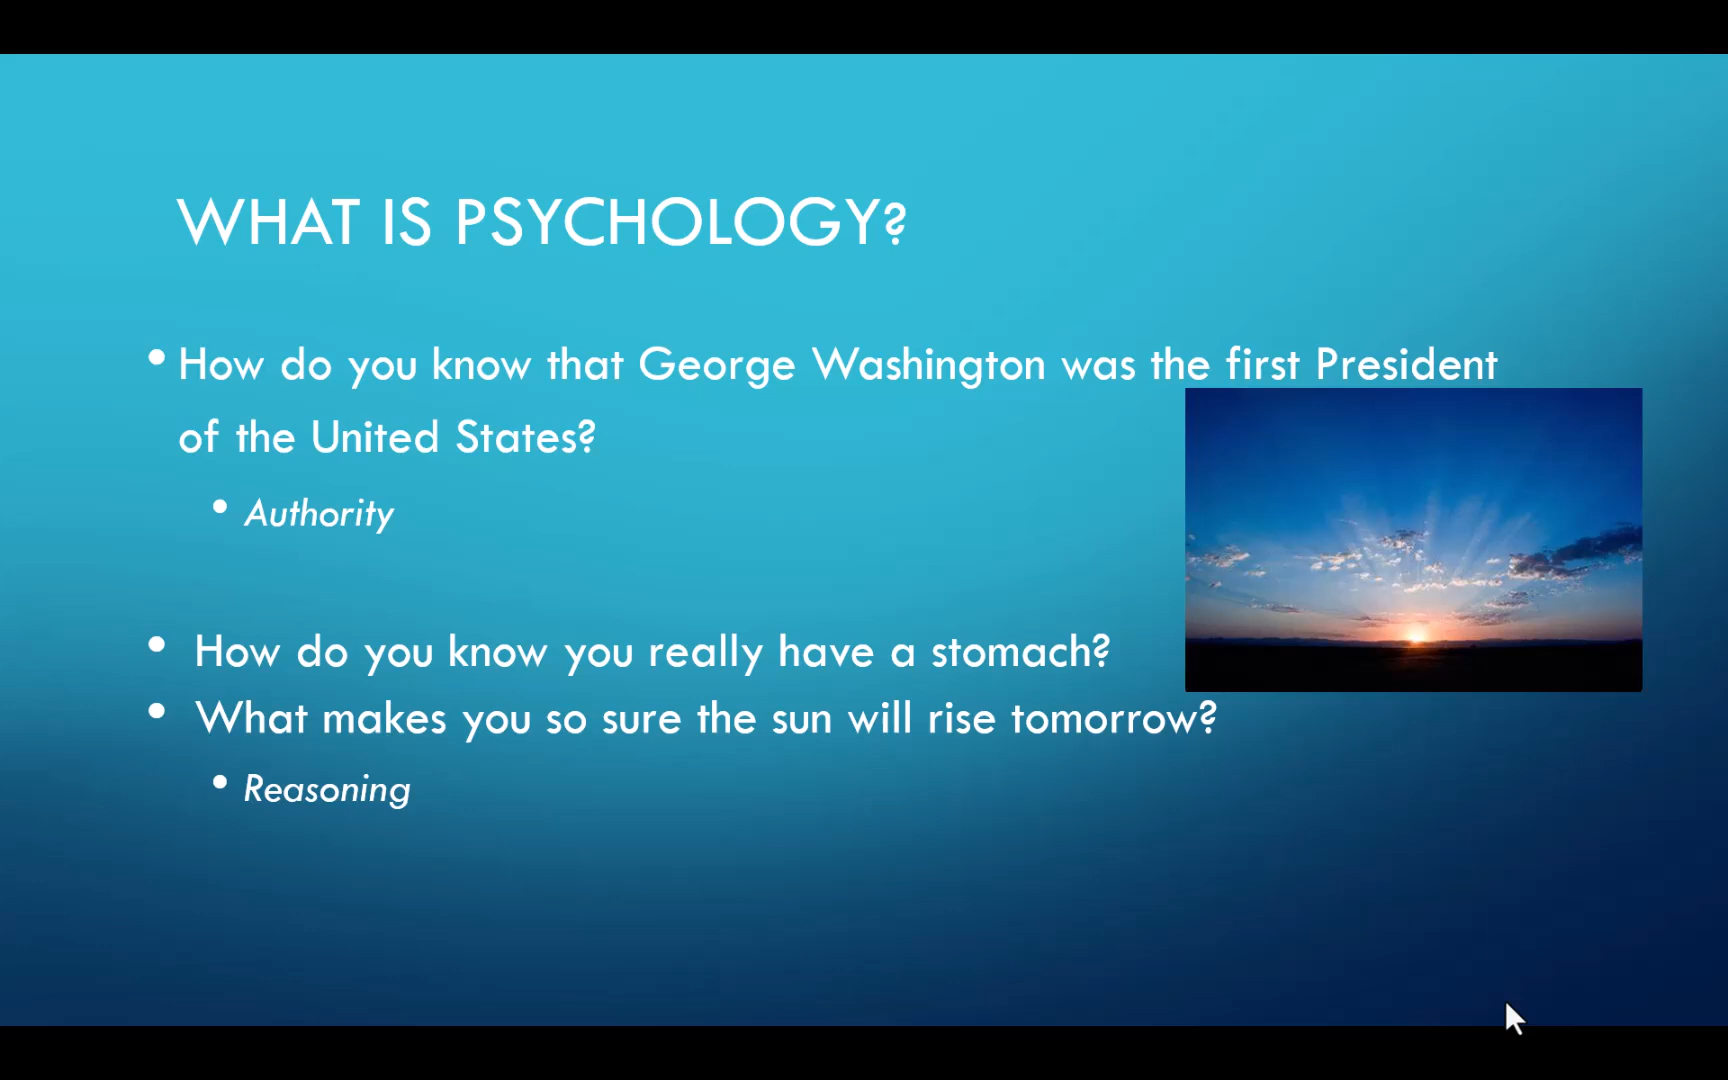 WHAT IS PSYCHOLOGY?
• How do you know that George Washington was the first President
of the United States?
• Authority
• How do you know you really have a stomach?
• What makes you so sure the sun will rise tomorrow?
• Reasoning